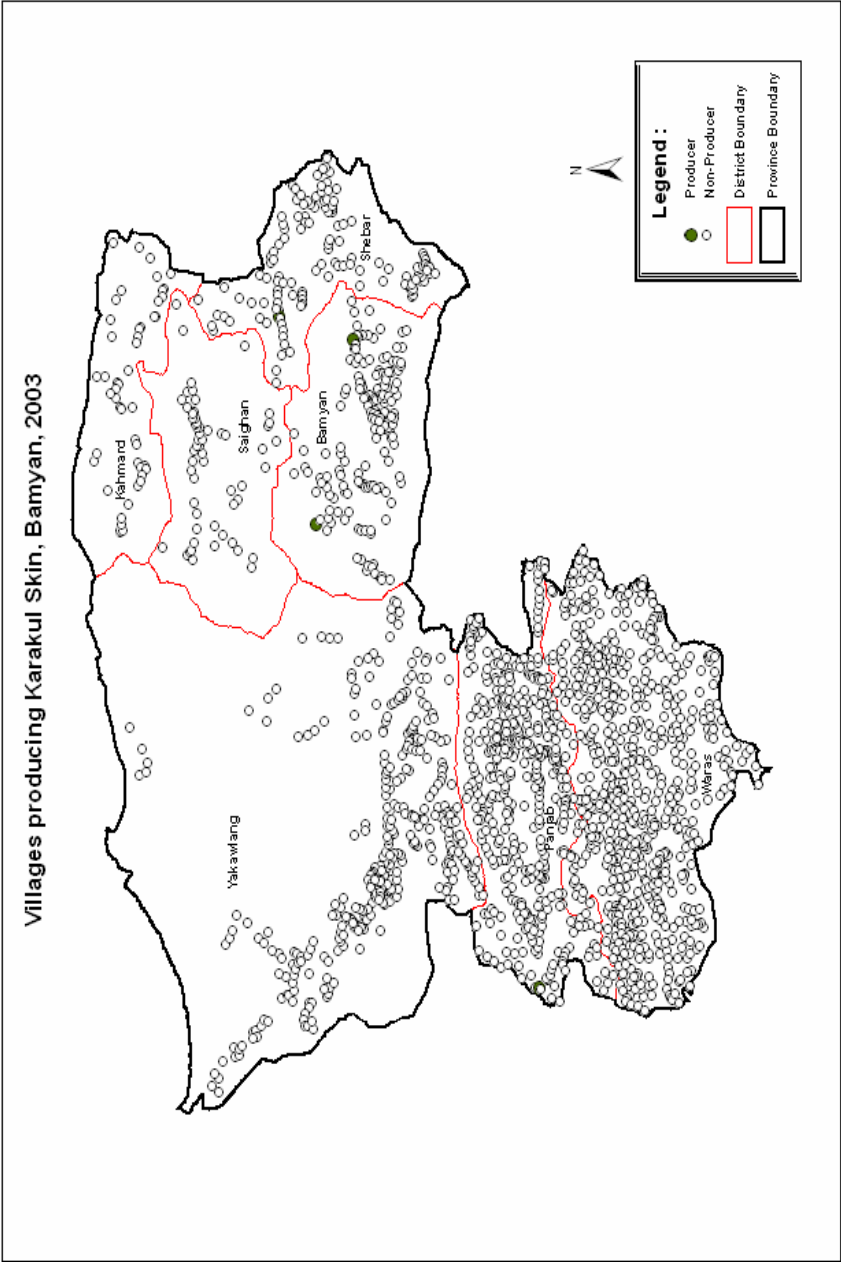 Villages producing Karakul Skin, Bamyan, 2003
Kahmard
Saighan
Shebar
Bamyan
Yakawlang
Panjab
Waras
N
Legend :
Producer
Non-Producer
District Boundary
Province Boundary